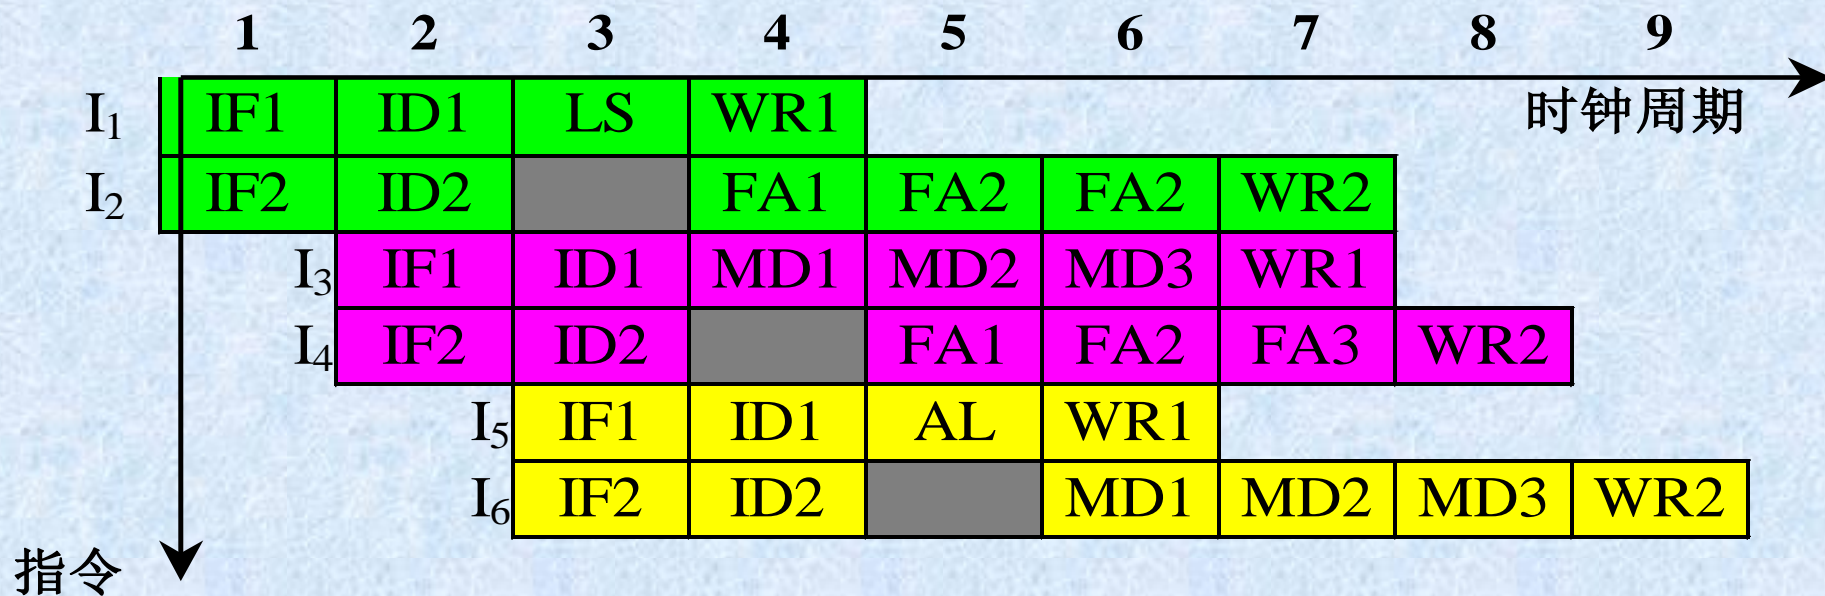 1 2 3 4 5 6 7 8 9
时钟周期
I1 IF1 ID1 LS WR1
I2 IF2 ID2 FA1 FA2 FA2 WR2
I3 IF1 ID1 MD1 MD2 MD3 WR1
I4 IF2 ID2 FA1 FA2 FA3 WR2
I5 IF1 ID1 AL WR1
I6 IF2 ID2 MD1 MD2 MD3 WR2
指令